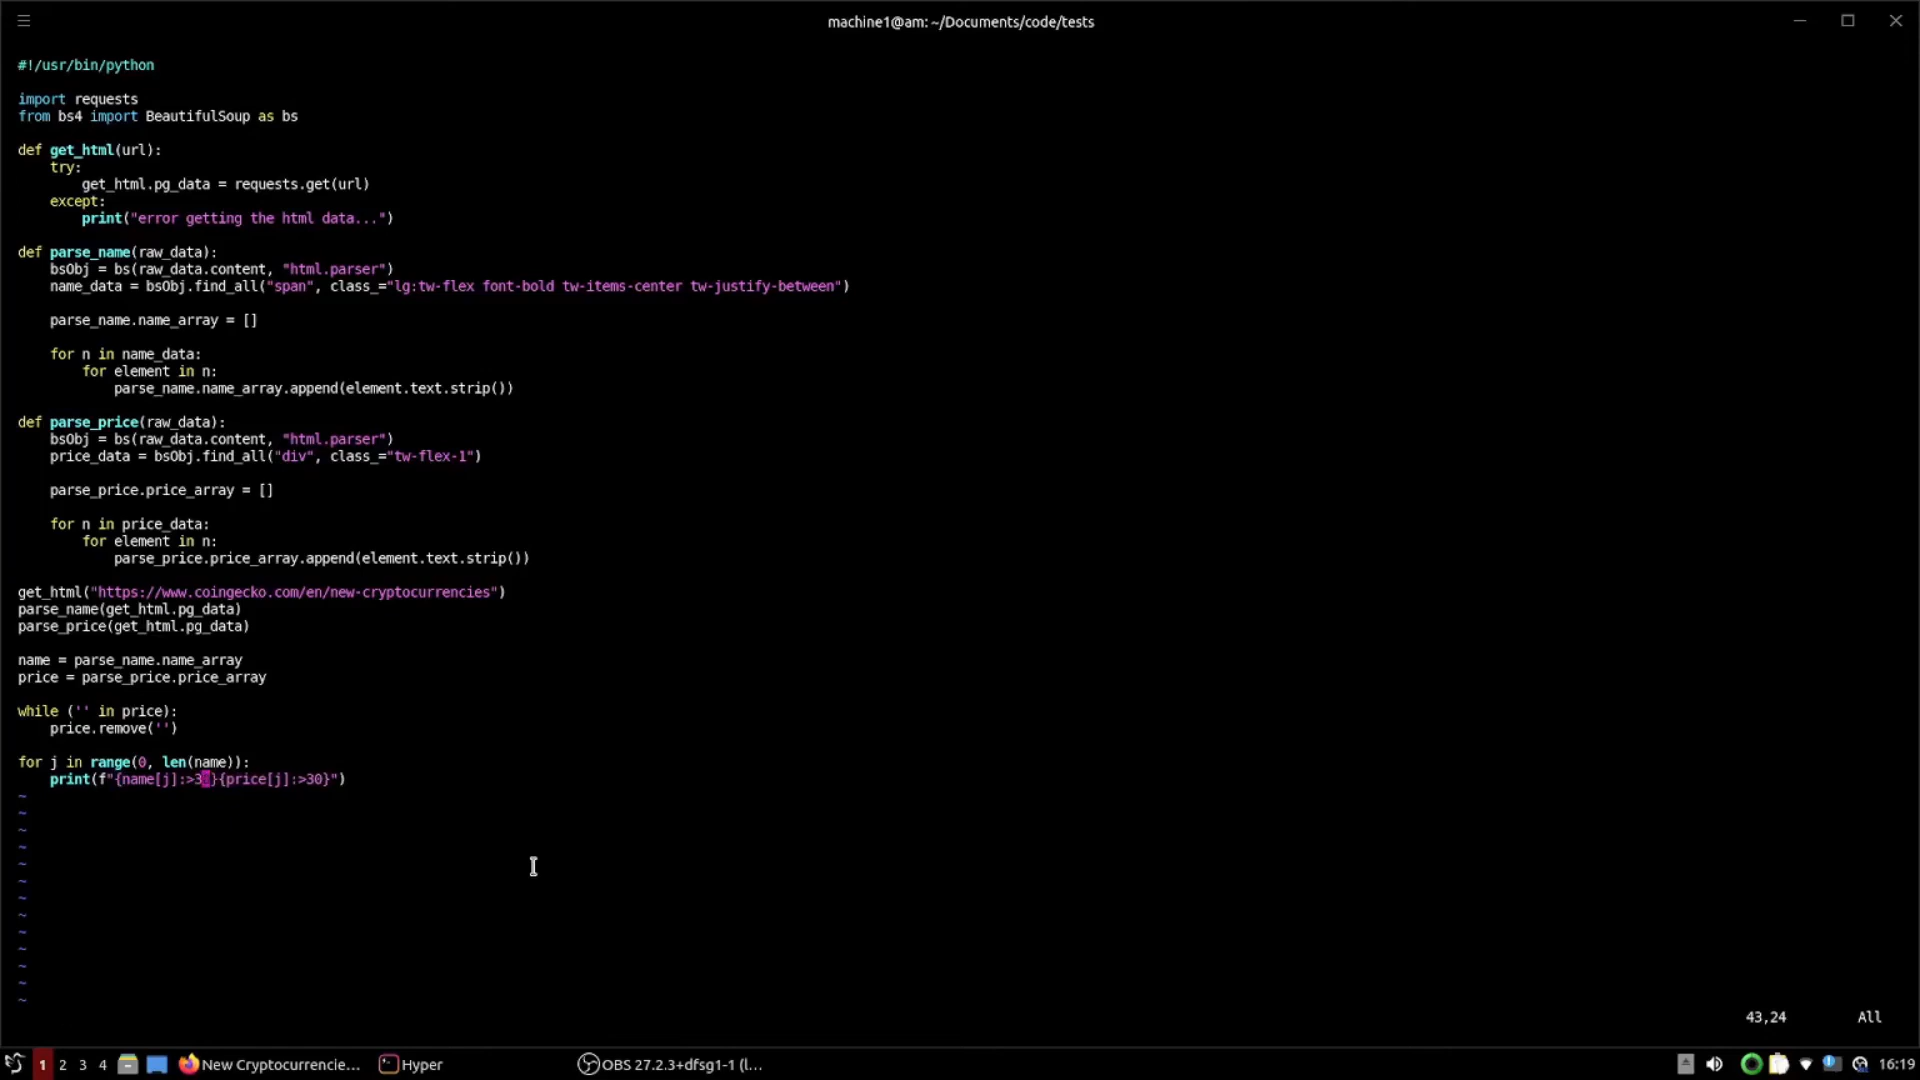 machine1@am: ~/Documents/code/tests
#!/usr/bin/python
import requests
from bs4 import BeautifulSoup as bs
def get_html(url):
    try:
        get_html.pg_data = requests.get(url)
    except:
        print("error getting the html data...")
def parse_name(raw_data):
    bsObj = bs(raw_data.content, "html.parser")
    name_data = bsObj.find_all("span", class_="lg:tw-flex font-bold tw-items-center tw-justify-between")
    parse_name.name_array = []
    for n in name_data:
        for element in n:
            parse_name.name_array.append(element.text.strip())
def parse_price(raw_data):
    bsObj = bs(raw_data.content, "html.parser")
    price_data = bsObj.find_all("div", class_="tw-flex-1")
    parse_price.price_array = []
    for n in price_data:
        for element in n:
            parse_price.price_array.append(element.text.strip())
get_html("https://www.coingecko.com/en/new-cryptocurrencies")
parse_name(get_html.pg_data)
parse_price(get_html.pg_data)
name = parse_name.name_array
price = parse_price.price_array
while ('' in price):
    price.remove('')
for j in range(0, len(name)):
    print(f"{name[j]:>30}{price[j]:>30}")
~
~
~
~
~
~
~
~
~
~
~
~
~
43,24 All
1 2 3 4 New Cryptocurrencie... Hyper OBS 27.2.3+dfsg1-1 (l... 16:19